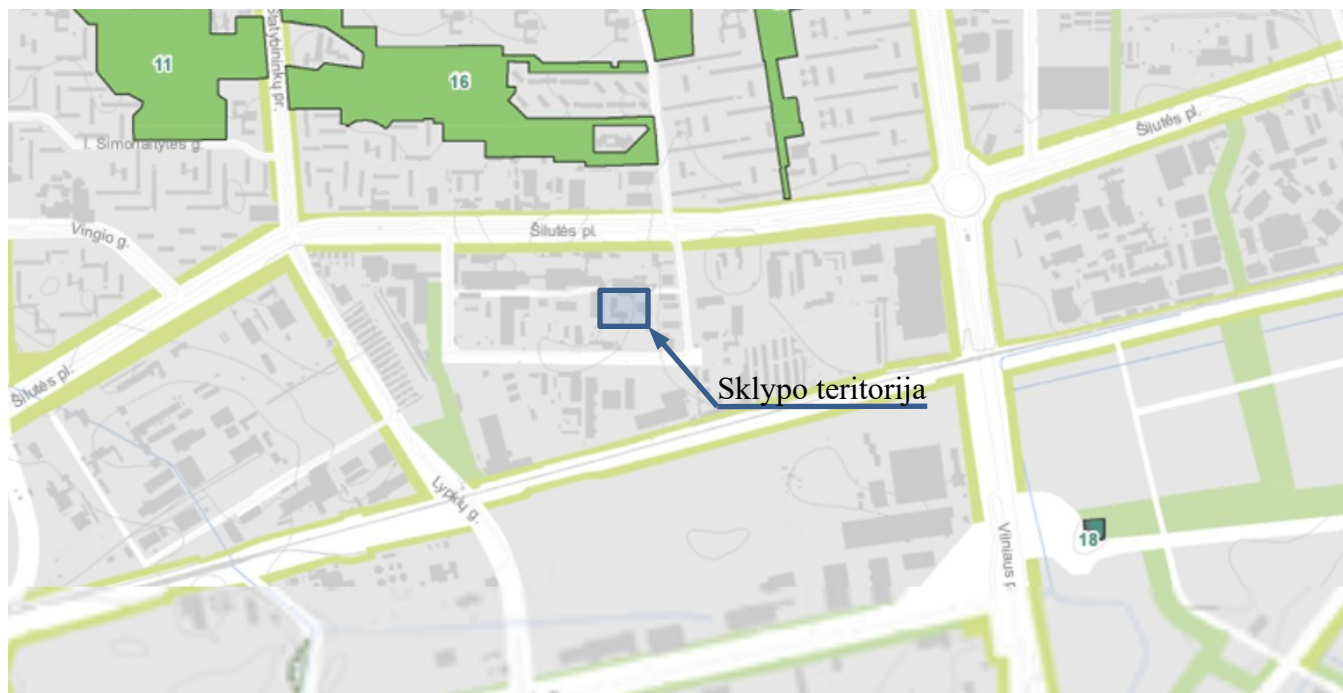 Statybininkų pr.
11
16
I. Simonaitytės g.
Šilutės pl.
Vingio g.
Šilutės pl.
Šilutės pl.
Sklypo teritorija
Lypkių g.
18
Vilniaus